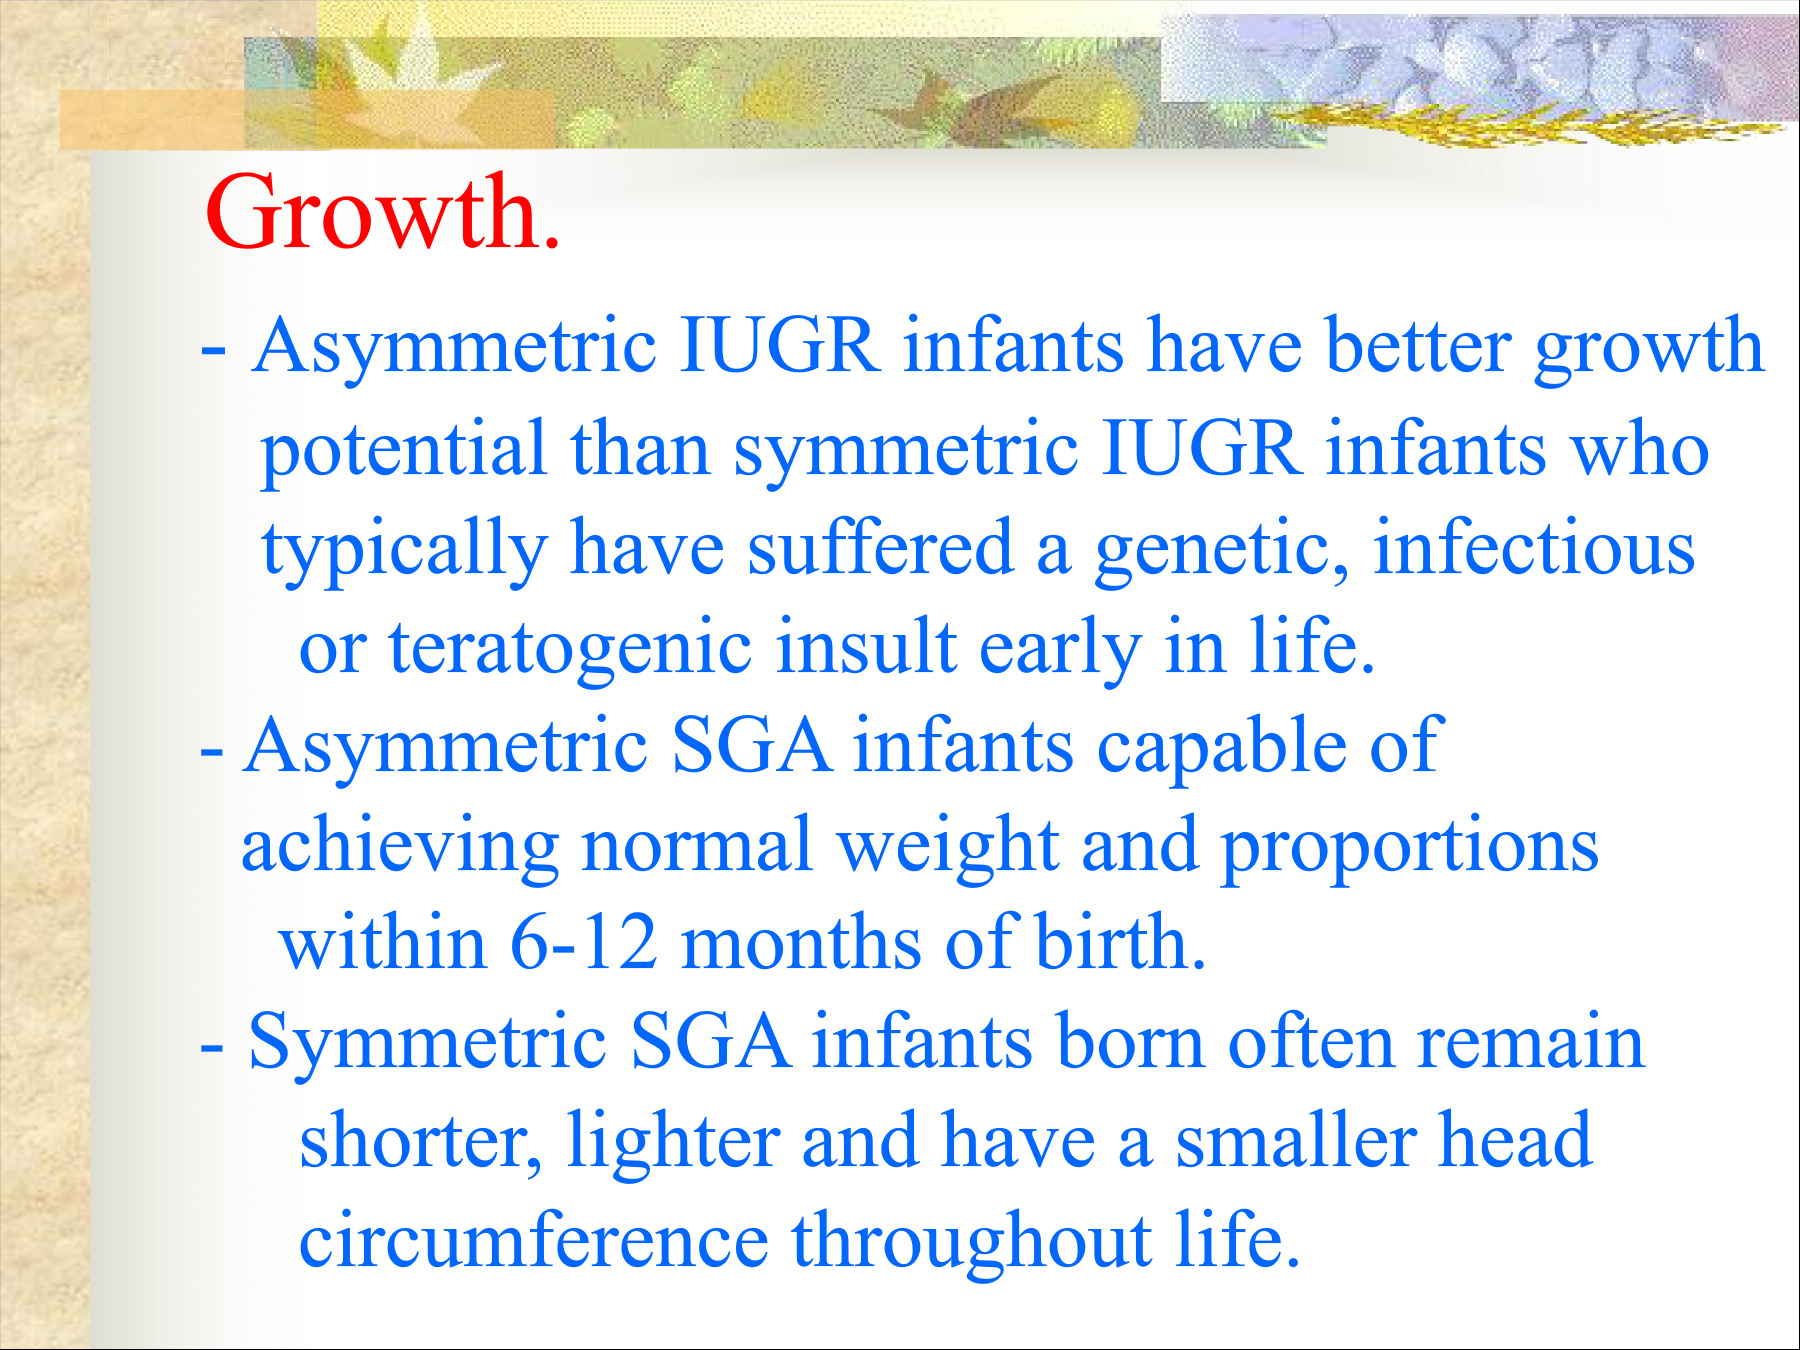 Growth.
- Asymmetric IUGR infants have better growth
potential than symmetric IUGR infants who
typically have suffered a genetic, infectious
or teratogenic insult early in life.
- Asymmetric SGA infants capable of
achieving normal weight and proportions
within 6-12 months of birth.
- Symmetric SGA infants born often remain
shorter, lighter and have a smaller head
circumference throughout life.